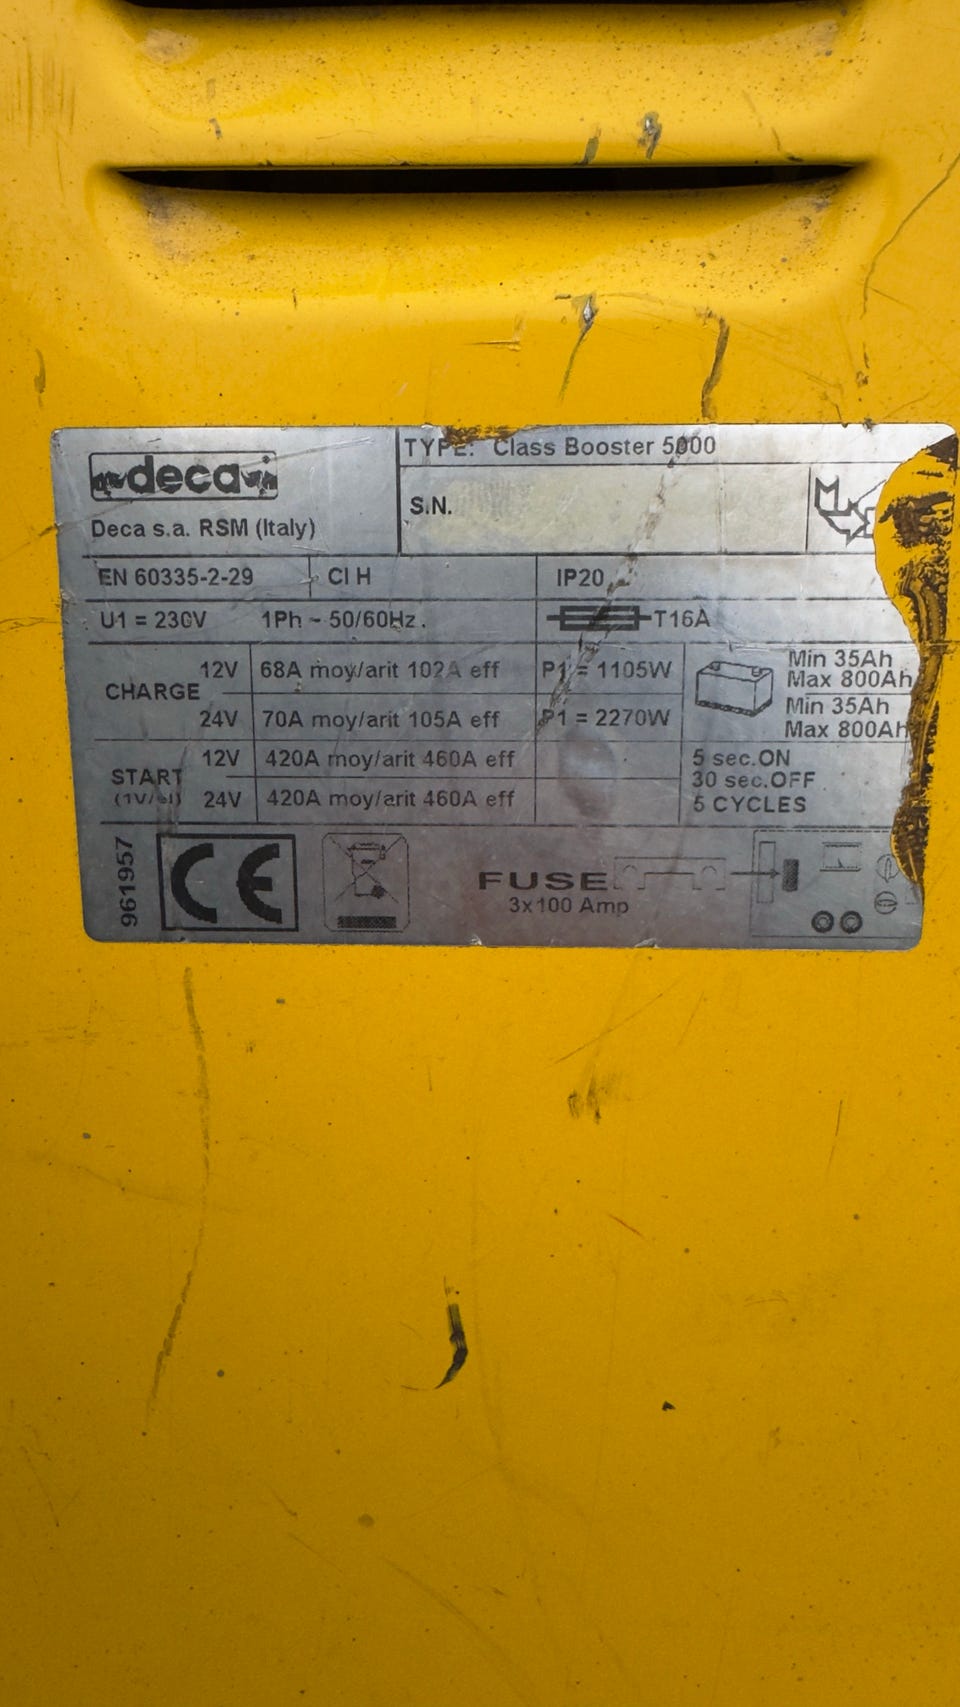 deca
TYPE: Class Booster 5000
S.N.
Deca s.a. RSM (Italy)
EN 60335-2-29 Cl H IP20
U1 = 230V 1Ph ~ 50/60Hz. T16A
CHARGE
12V 68A moy/arit 102A eff P1 = 1105W Min 35Ah
Max 800Ah
24V 70A moy/arit 105A eff P1 = 2270W Min 35Ah
Max 800Ah
START
(1V/el)
12V 420A moy/arit 460A eff 5 sec.ON
30 sec.OFF
24V 420A moy/arit 460A eff 5 CYCLES
961957
CE
FUSE
3x100 Amp